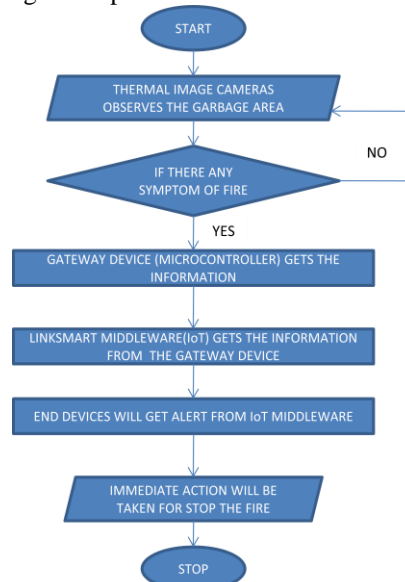 START
THERMAL IMAGE CAMERAS
OBSERVES THE GARBAGE AREA
NO
IF THERE ANY
SYMPTOM OF FIRE
YES
GATEWAY DEVICE (MICROCONTROLLER) GETS THE
INFORMATION
LINKSMART MIDDLEWARE(IoT) GETS THE INFORMATION
FROM THE GATEWAY DEVICE
END DEVICES WILL GET ALERT FROM IoT MIDDLEWARE
IMMEDIATE ACTION WILL BE
TAKEN FOR STOP THE FIRE
STOP